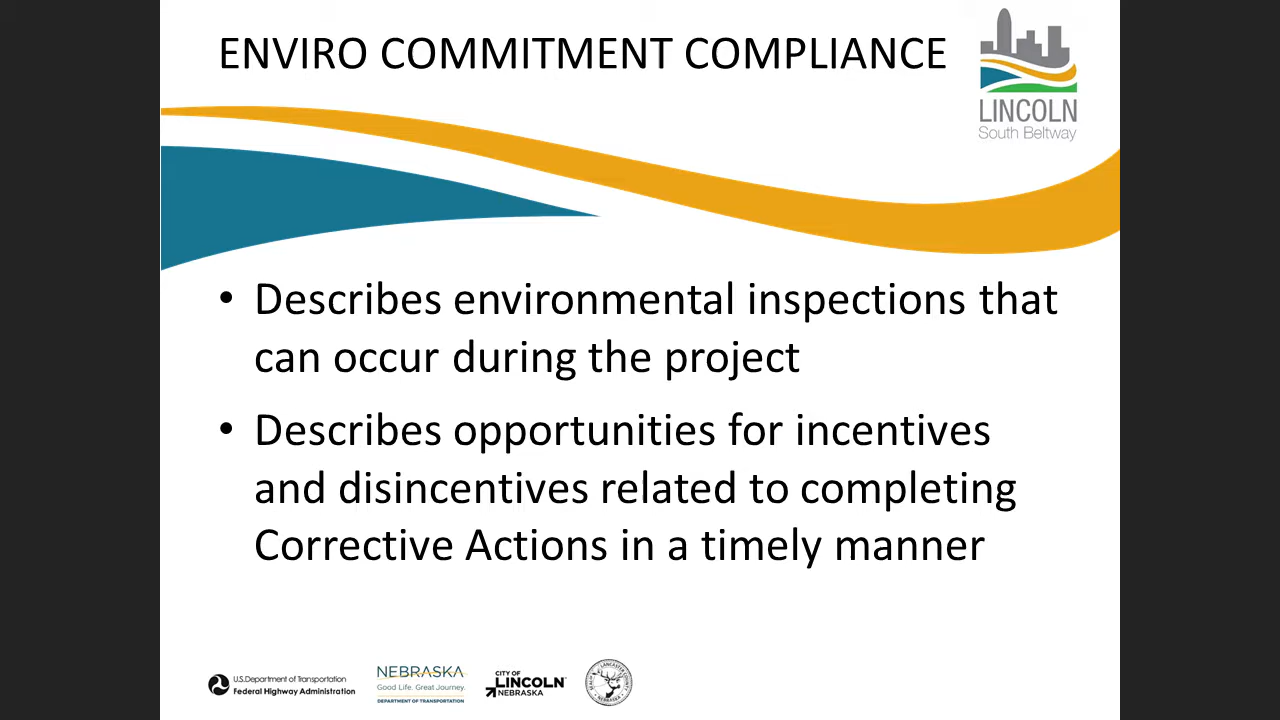 ENVIRO COMMITMENT COMPLIANCE
LINCOLN
South Beltway
• Describes environmental inspections that
can occur during the project
• Describes opportunities for incentives
and disincentives related to completing
Corrective Actions in a timely manner
U.S.Department of Transportation
Federal Highway Administration
NEBRASKA
Good Life. Great Journey.
DEPARTMENT OF TRANSPORTATION
CITY OF
LINCOLN
NEBRASKA